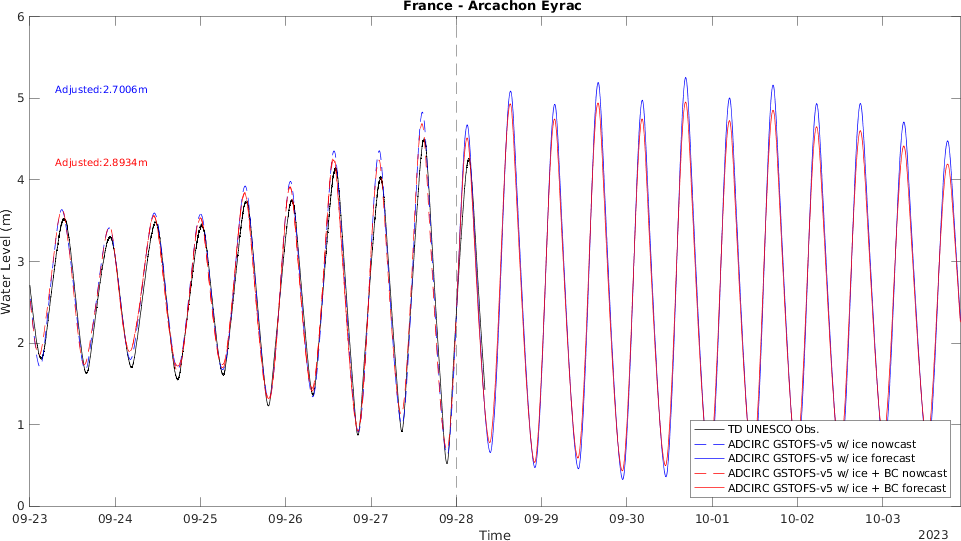 France - Arcachon Eyrac
Water Level (m)
6
5
4
3
2
1
0
Adjusted:2.7006m
Adjusted:2.8934m
TD UNESCO Obs.
ADCIRC GSTOFS-v5 w/ ice nowcast
ADCIRC GSTOFS-v5 w/ ice forecast
ADCIRC GSTOFS-v5 w/ ice + BC nowcast
ADCIRC GSTOFS-v5 w/ ice + BC forecast
09-23 09-24 09-25 09-26 09-27 09-28 09-29 09-30 10-01 10-02 10-03
Time
2023